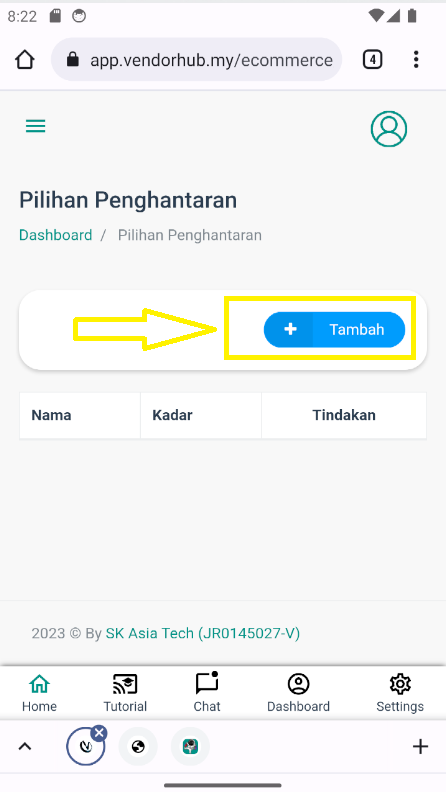 8:22
app.vendorhub.my/ecommerce
4
Pilihan Penghantaran
Dashboard / Pilihan Penghantaran
+ Tambah
Nama Kadar Tindakan
2023 © By SK Asia Tech (JR0145027-V)
Home Tutorial Chat Dashboard Settings